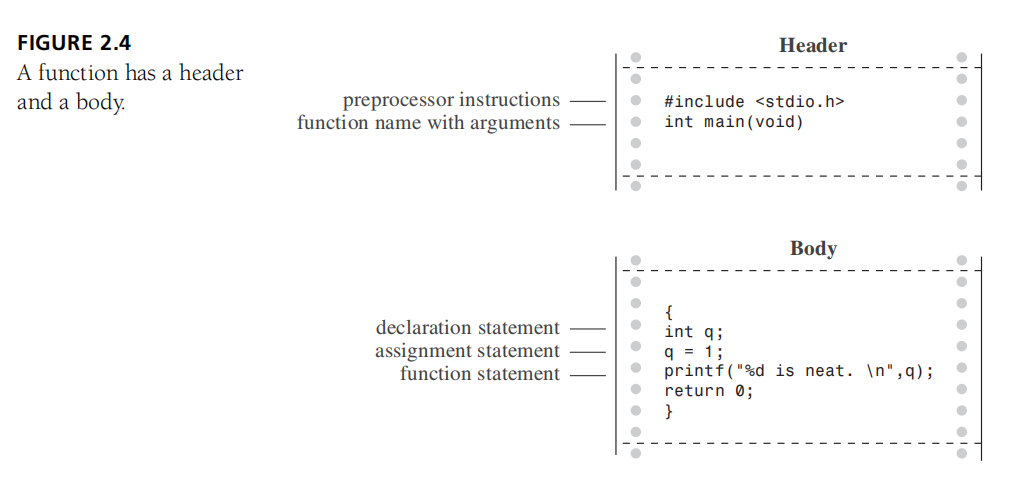 FIGURE 2.4
A function has a header
and a body.
Header
preprocessor instructions
function name with arguments
#include <stdio.h>
int main(void)
Body
declaration statement
assignment statement
function statement
{
int q;
q = 1;
printf("%d is neat. \n",q);
return 0;
}